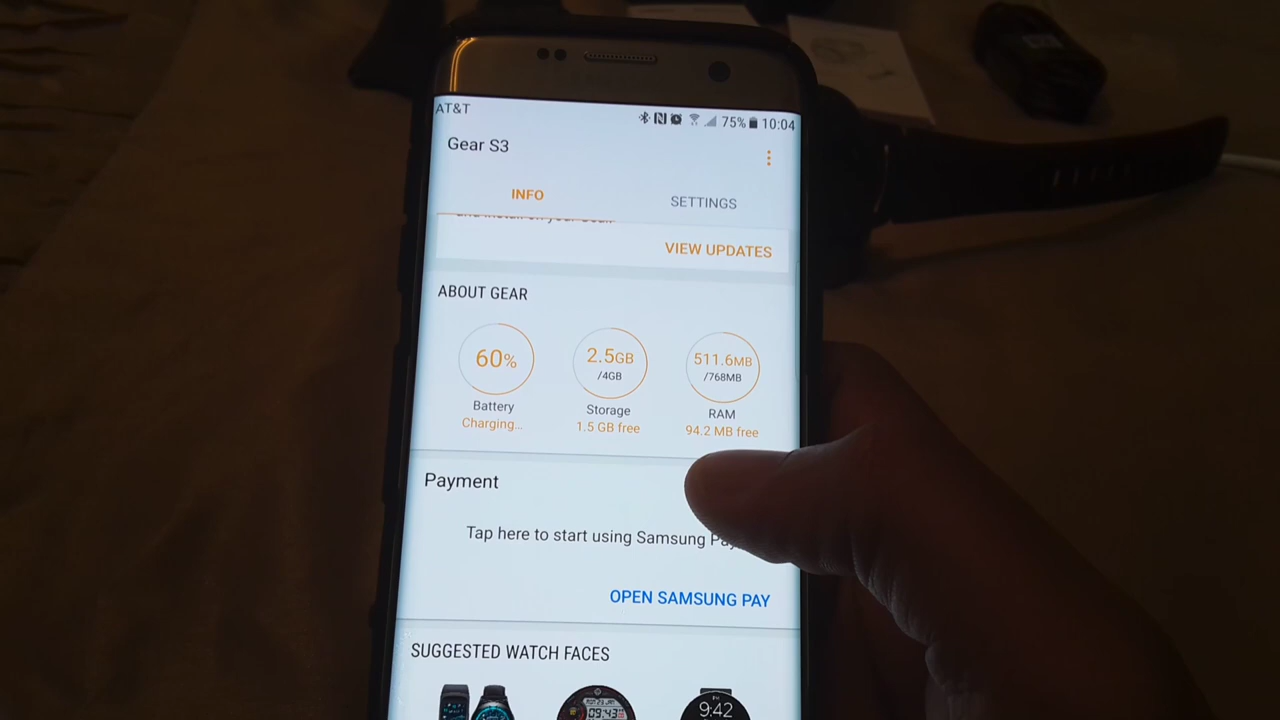 AT&T 75% 10:04
Gear S3
INFO SETTINGS
VIEW UPDATES
ABOUT GEAR
60% 2.5GB 511.6MB
/4GB /768MB
Battery Storage RAM
Charging... 1.5 GB free 94.2 MB free
Payment
Tap here to start using Samsung
OPEN SAMSUNG PAY
SUGGESTED WATCH FACES
09:43 9:42